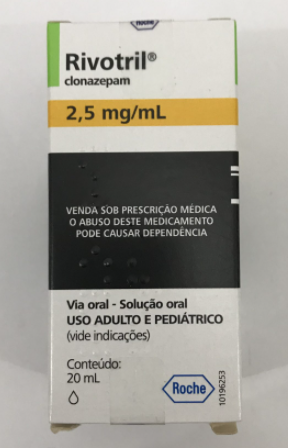 Roche
Rivotril®
clonazepam
2,5 mg/mL
VENDA SOB PRESCRIÇÃO MÉDICA
O ABUSO DESTE MEDICAMENTO
PODE CAUSAR DEPENDÊNCIA
Via oral - Solução oral
USO ADULTO E PEDIÁTRICO
(vide indicações)
Conteúdo:
20 mL
Roche
10196253